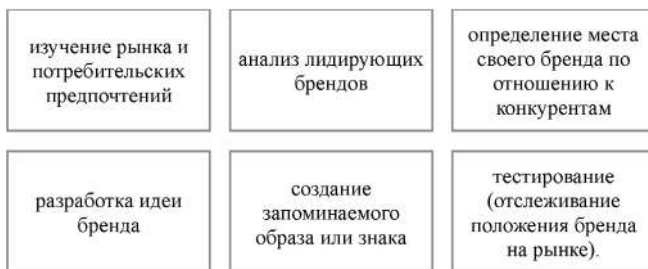 изучение рынка и
потребительских
предпочтений
анализ лидирующих
брендов
определение места
своего бренда по
отношению к
конкурентам
разработка идеи
бренда
создание
запоминаемого
образа или знака
тестирование
(отслеживание
положения бренда
на рынке).